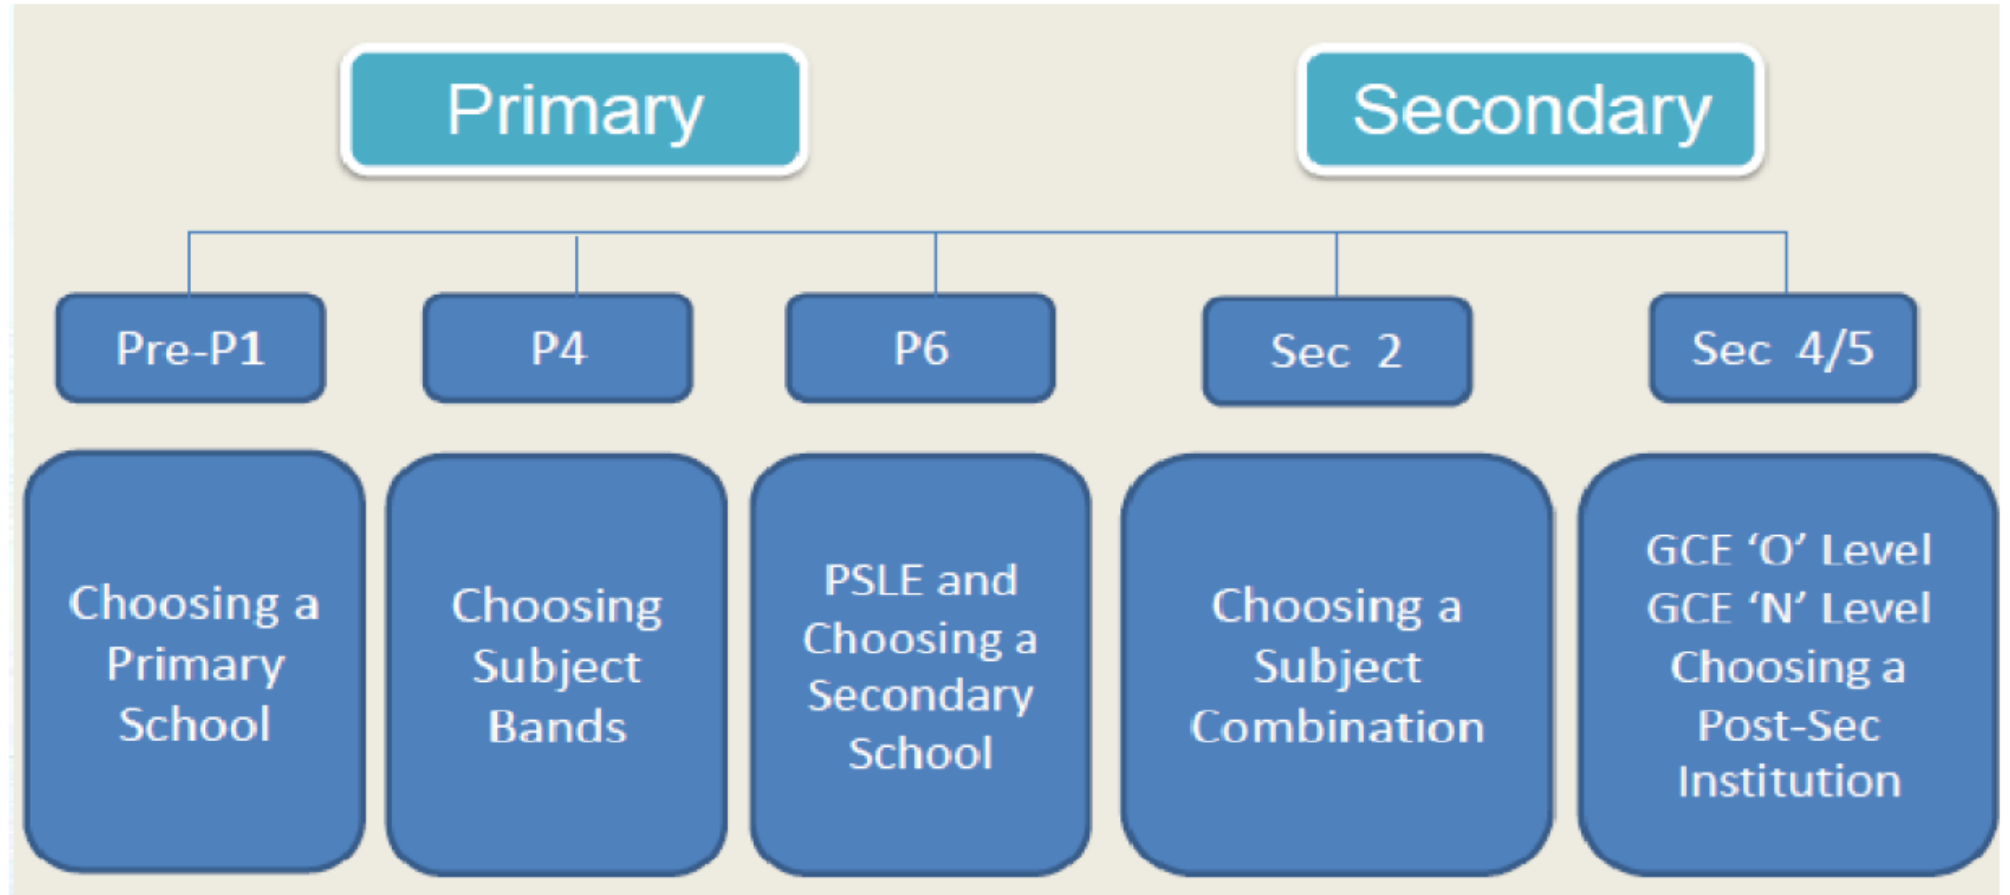 Primary
Secondary
Pre-P1
P4
P6
Sec 2
Sec 4/5
Choosing a
Primary
School
Choosing
Subject
Bands
PSLE and
Choosing a
Secondary
School
Choosing a
Subject
Combination
GCE ‘O’ Level
GCE ‘N’ Level
Choosing a
Post-Sec
Institution